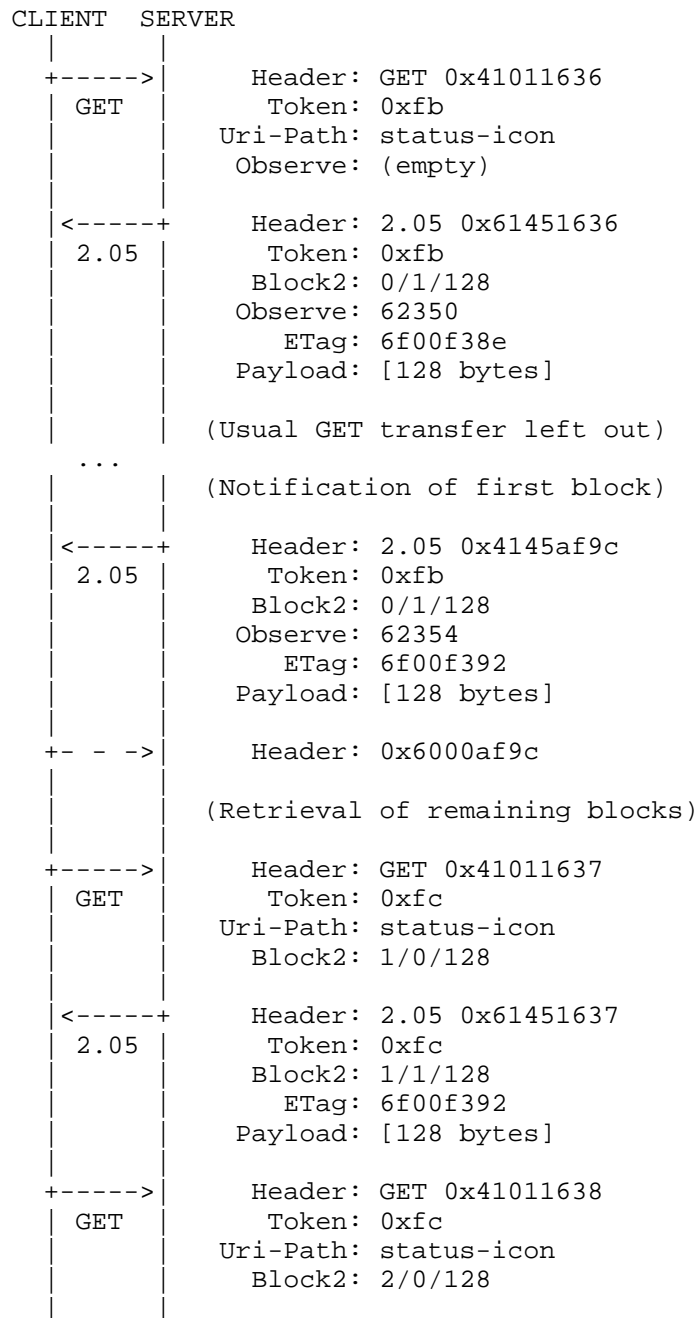 CLIENT  SERVER
  |      |
  +----->|     Header: GET 0x41011636
  | GET  |      Token: 0xfb
  |      |   Uri-Path: status-icon
  |      |    Observe: (empty)
  |      |
  |<-----+     Header: 2.05 0x61451636
  | 2.05 |      Token: 0xfb
  |      |     Block2: 0/1/128
  |      |    Observe: 62350
  |      |       ETag: 6f00f38e
  |      |    Payload: [128 bytes]
  |      |
  |      |  (Usual GET transfer left out)
    ...
  |      |  (Notification of first block)
  |      |
  |<-----+     Header: 2.05 0x4145af9c
  | 2.05 |      Token: 0xfb
  |      |     Block2: 0/1/128
  |      |    Observe: 62354
  |      |       ETag: 6f00f392
  |      |    Payload: [128 bytes]
  |      |
  +- - ->|     Header: 0x6000af9c
  |      |
  |      |  (Retrieval of remaining blocks)
  |      |
  +----->|     Header: GET 0x41011637
  | GET  |      Token: 0xfc
  |      |   Uri-Path: status-icon
  |      |     Block2: 1/0/128
  |      |
  |<-----+     Header: 2.05 0x61451637
  | 2.05 |      Token: 0xfc
  |      |     Block2: 1/1/128
  |      |       ETag: 6f00f392
  |      |    Payload: [128 bytes]
  |      |
  +----->|     Header: GET 0x41011638
  | GET  |      Token: 0xfc
  |      |   Uri-Path: status-icon
  |      |     Block2: 2/0/128
  |      |